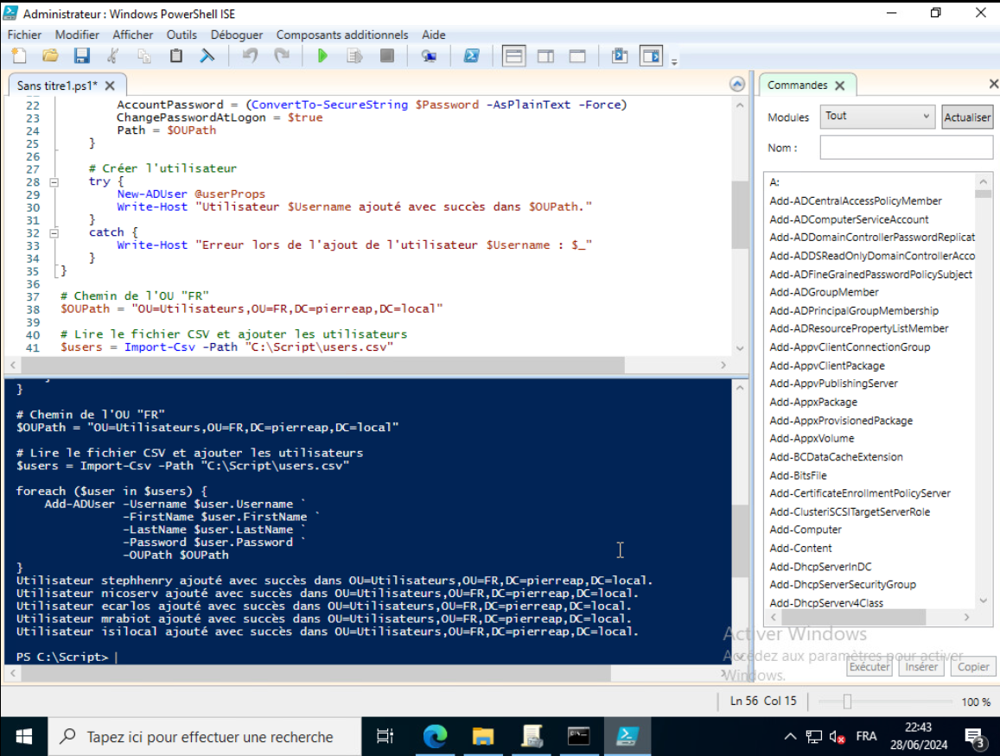 Administrateur : Windows PowerShell ISE
Fichier Modifier Afficher Outils Déboguer Composants additionnels Aide
Sans titre1.ps1* X
22 AccountPassword = (ConvertTo-SecureString $Password -AsPlainText -Force)
23 ChangePasswordAtLogon = $true
24 Path = $OUPath
25 }
26
27 # Créer l'utilisateur
28 try {
29 New-ADUser @userProps
30 Write-Host "Utilisateur $Username ajouté avec succès dans $OUPath."
31 }
32 catch {
33 Write-Host "Erreur lors de l'ajout de l'utilisateur $Username : $_"
34 }
35 }
36
37 # Chemin de l'OU "FR"
38 $OUPath = "OU=Utilisateurs,OU=FR,DC=pierreap,DC=local"
39
40 # Lire le fichier CSV et ajouter les utilisateurs
41 $users = Import-Csv -Path "C:\Script\users.csv"
}
# Chemin de l'OU "FR"
$OUPath = "OU=Utilisateurs,OU=FR,DC=pierreap,DC=local"
# Lire le fichier CSV et ajouter les utilisateurs
$users = Import-Csv -Path "C:\Script\users.csv"
foreach ($user in $users) {
Add-ADUser -Username $user.Username `
-FirstName $user.FirstName `
-LastName $user.LastName `
-Password $user.Password `
-OUPath $OUPath
}
Utilisateur stephhenry ajouté avec succès dans OU=Utilisateurs,OU=FR,DC=pierreap,DC=local.
Utilisateur nicoserv ajouté avec succès dans OU=Utilisateurs,OU=FR,DC=pierreap,DC=local.
Utilisateur ecarlos ajouté avec succès dans OU=Utilisateurs,OU=FR,DC=pierreap,DC=local.
Utilisateur mrabiot ajouté avec succès dans OU=Utilisateurs,OU=FR,DC=pierreap,DC=local.
Utilisateur isilocal ajouté avec succès dans OU=Utilisateurs,OU=FR,DC=pierreap,DC=local.
PS C:\Script>
Commandes X
Modules Tout Actualiser
Nom :
A:
Add-ADCentralAccessPolicyMember
Add-ADComputerServiceAccount
Add-ADDomainControllerPasswordReplicat
Add-ADDSReadOnlyDomainControllerAcco
Add-ADFineGrainedPasswordPolicySubject
Add-ADGroupMember
Add-ADPrincipalGroupMembership
Add-ADResourcePropertyListMember
Add-AppvClientConnectionGroup
Add-AppvClientPackage
Add-AppvPublishingServer
Add-AppxPackage
Add-AppxProvisionedPackage
Add-AppxVolume
Add-BCDataCacheExtension
Add-BitsFile
Add-CertificateEnrollmentPolicyServer
Add-ClusteriSCSITargetServerRole
Add-Computer
Add-Content
Add-DhcpServerInDC
Add-DhcpServerSecurityGroup
Add-DhcpServerv4Class
Activer Windows
Accédez aux paramètres pour activer
Windows.
Exécuter Insérer Copier
Ln 56 Col 15 100 %
Tapez ici pour effectuer une recherche
FRA
22:43
28/06/2024
3